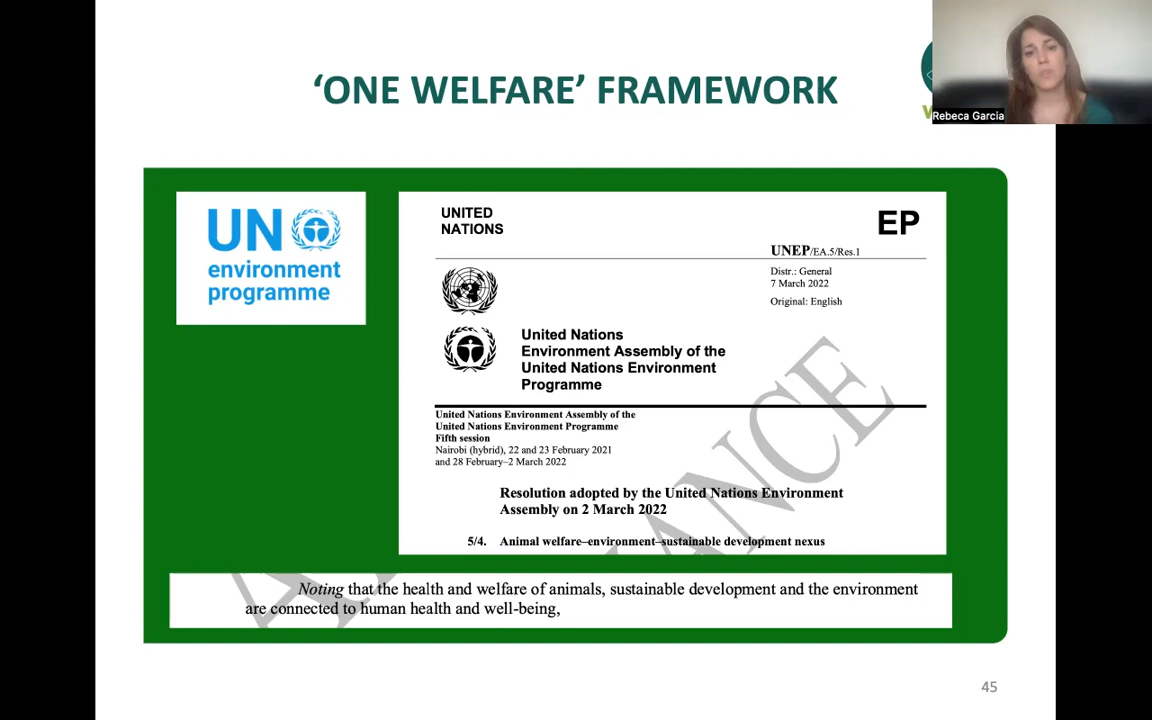 ‘ONE WELFARE’ FRAMEWORK
Rebeca Garcia
UN
environment
programme
UNITED
NATIONS
EP
UNEP/EA.5/Res.1
Distr.: General
7 March 2022
Original: English
United Nations
Environment Assembly of the
United Nations Environment
Programme
United Nations Environment Assembly of the
United Nations Environment Programme
Fifth session
Nairobi (hybrid), 22 and 23 February 2021
and 28 February–2 March 2022
Resolution adopted by the United Nations Environment
Assembly on 2 March 2022
5/4. Animal welfare–environment–sustainable development nexus
Noting that the health and welfare of animals, sustainable development and the environment
are connected to human health and well-being,
45